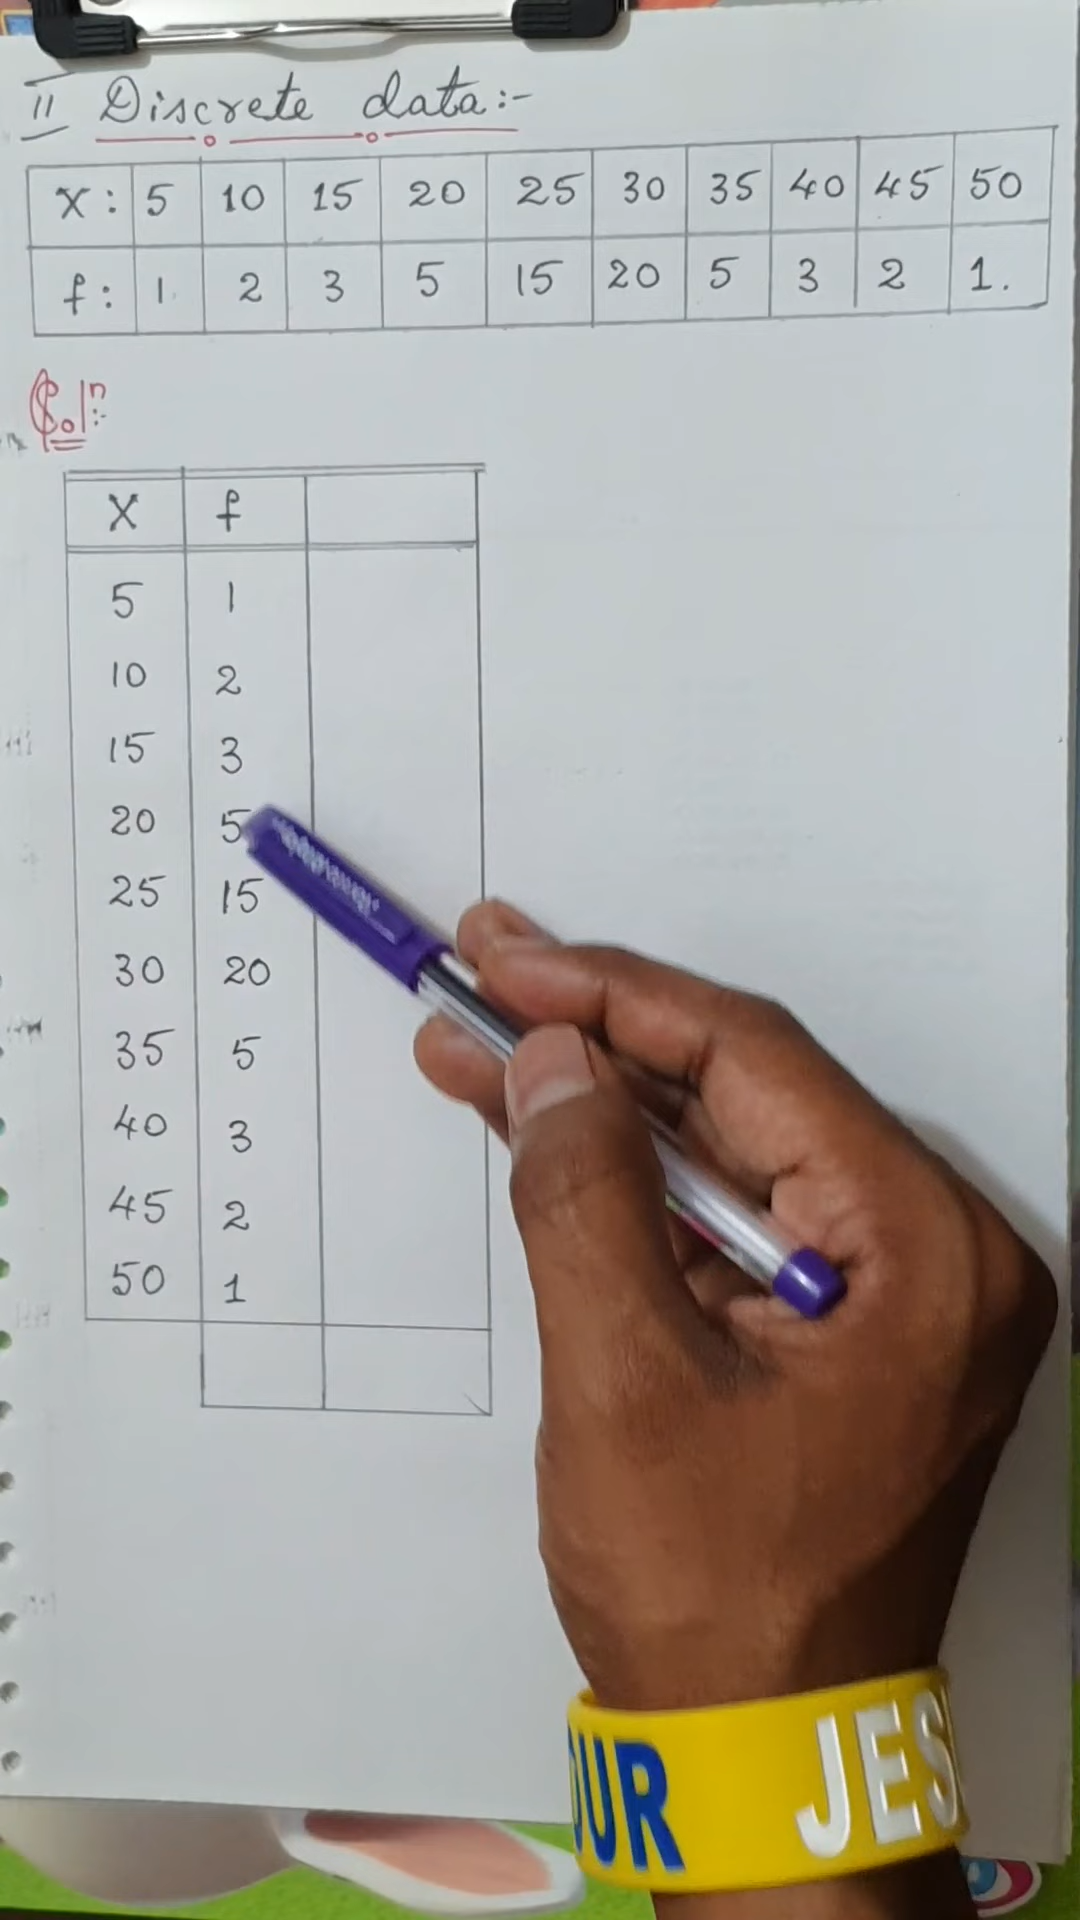 II Discrete data:-
X: 5 10 15 20 25 30 35 40 45 50
f: 1. 2 3 5 15 20 5 3 2 1.
Solⁿ:-
X f
5 1
10 2
15 3
20 5
25 15
30 20
35 5
40 3
45 2
50 1
OUR JES